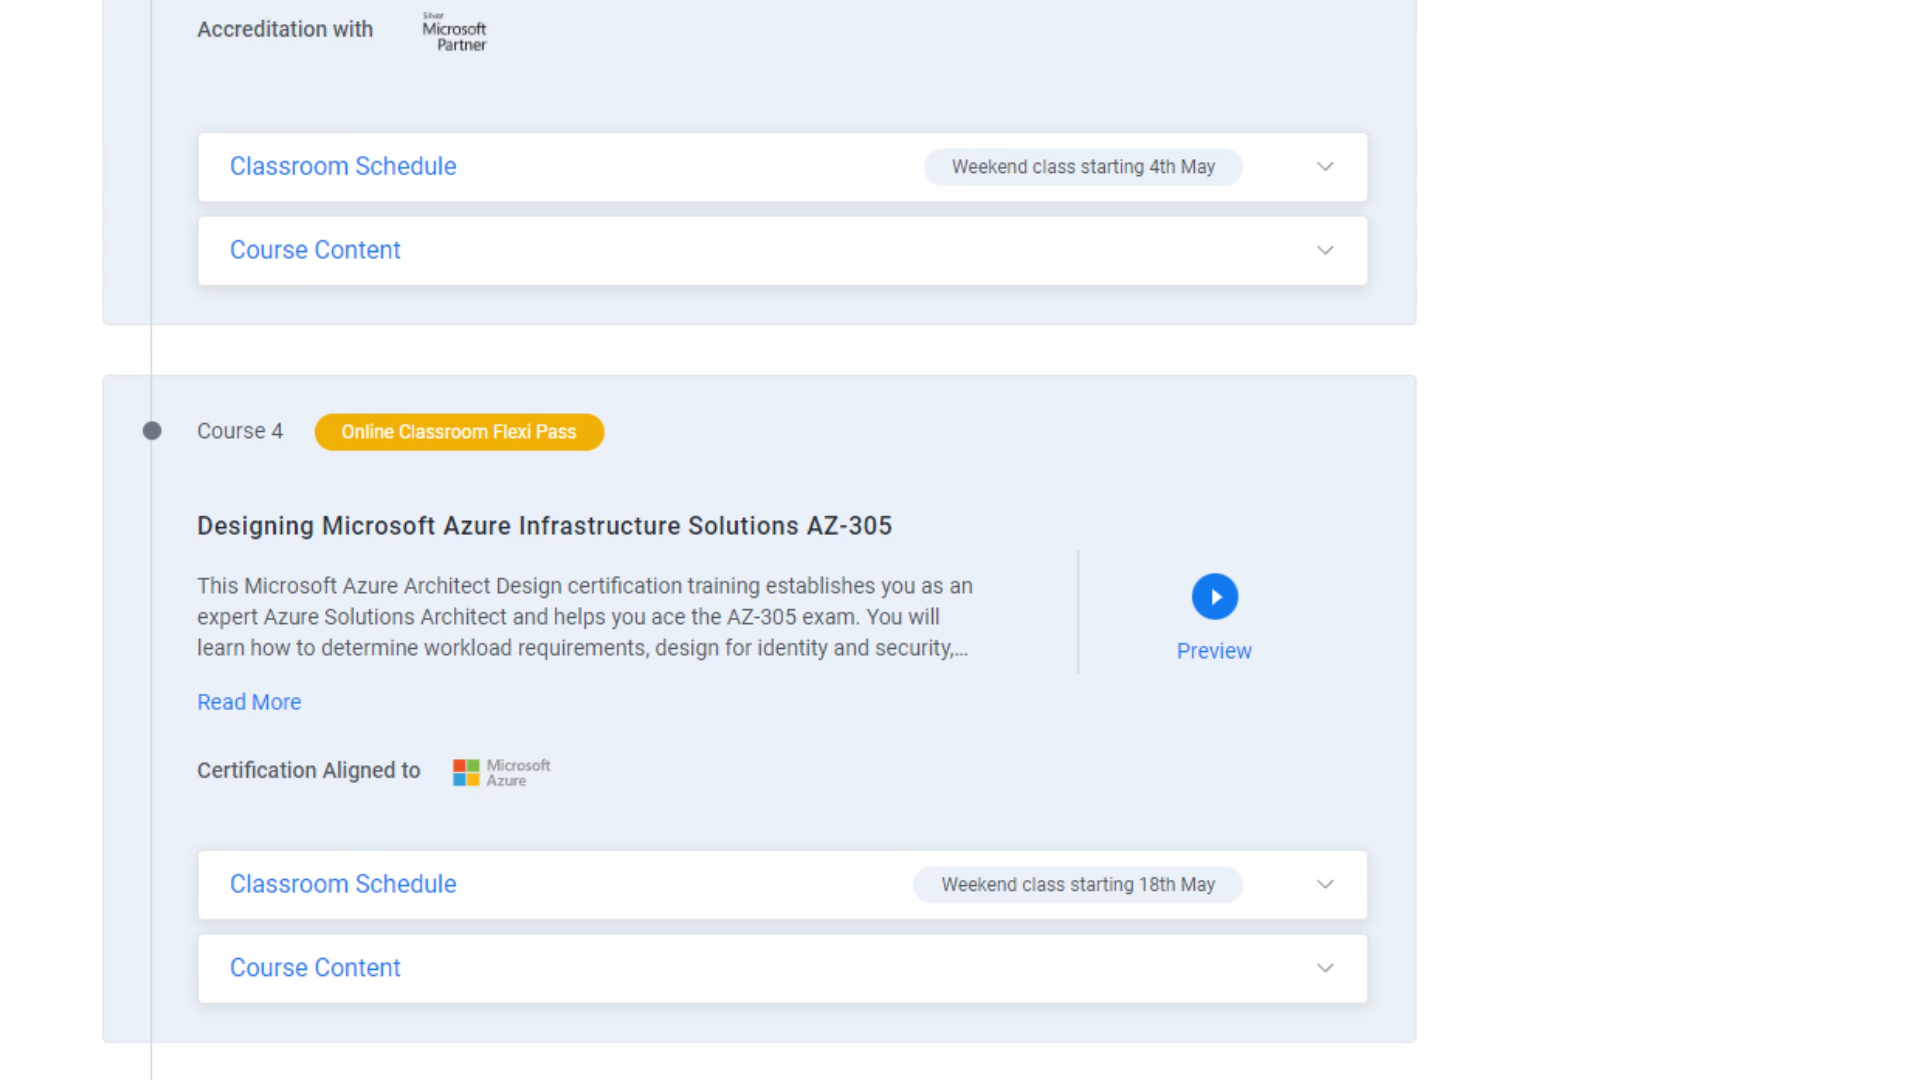 Accreditation with
Silver
Microsoft
Partner
Classroom Schedule
Weekend class starting 4th May
Course Content
Course 4
Online Classroom Flexi Pass
Designing Microsoft Azure Infrastructure Solutions AZ-305
This Microsoft Azure Architect Design certification training establishes you as an
expert Azure Solutions Architect and helps you ace the AZ-305 exam. You will
learn how to determine workload requirements, design for identity and security,...
Preview
Read More
Certification Aligned to
Microsoft
Azure
Classroom Schedule
Weekend class starting 18th May
Course Content